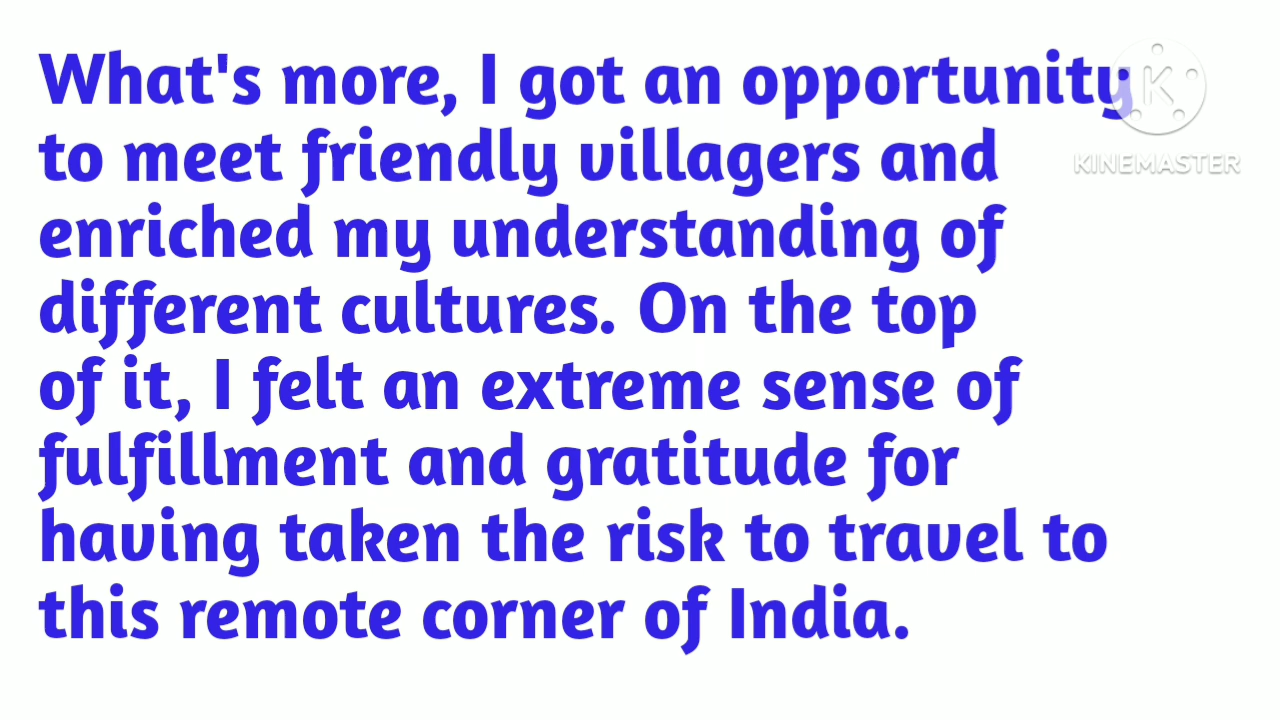 What's more, I got an opportunity
to meet friendly villagers and
enriched my understanding of
different cultures. On the top
of it, I felt an extreme sense of
fulfillment and gratitude for
having taken the risk to travel to
this remote corner of India.
K
KINEMASTER